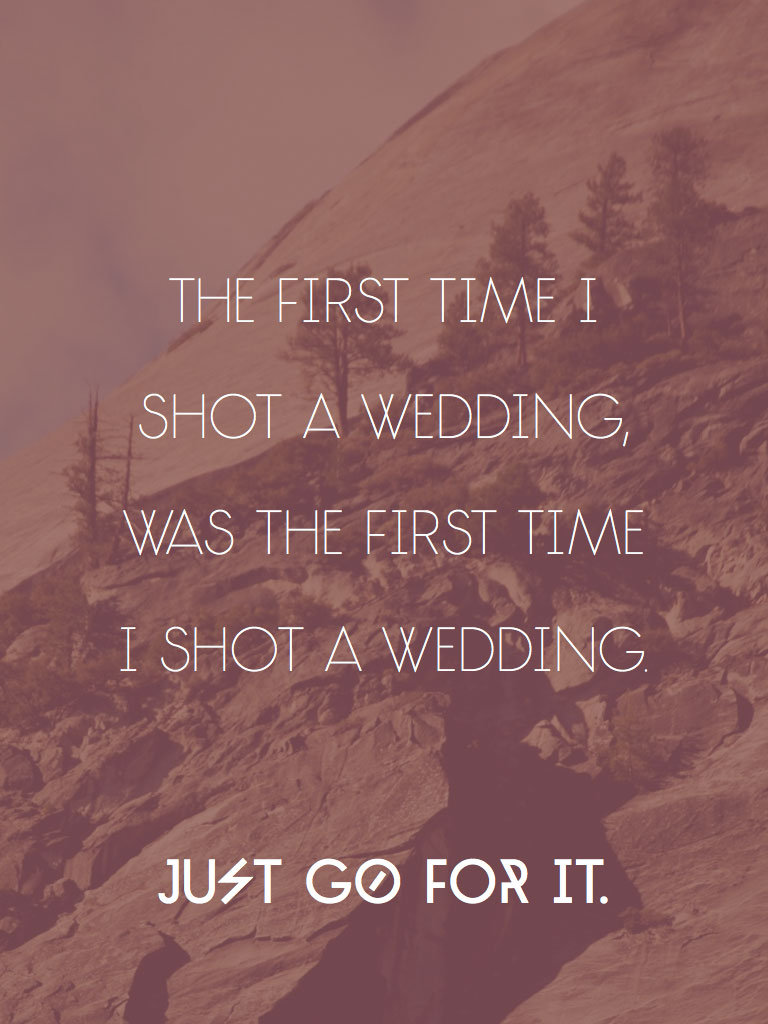 THE FIRST TIME I
SHOT A WEDDING,
WAS THE FIRST TIME
I SHOT A WEDDING.
JUST GO FOR IT.